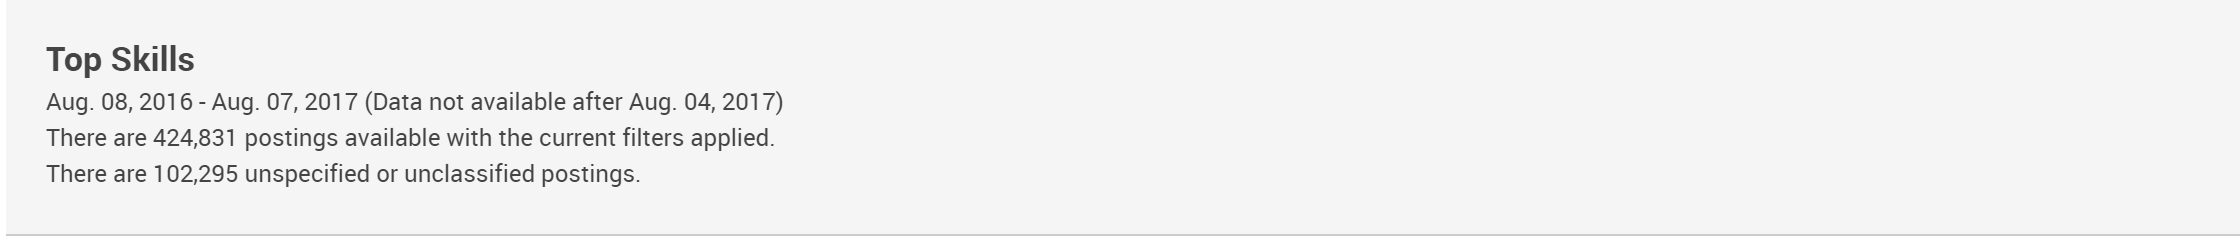 Top Skills
Aug. 08, 2016 - Aug. 07, 2017 (Data not available after Aug. 04, 2017)
There are 424,831 postings available with the current filters applied.
There are 102,295 unspecified or unclassified postings.